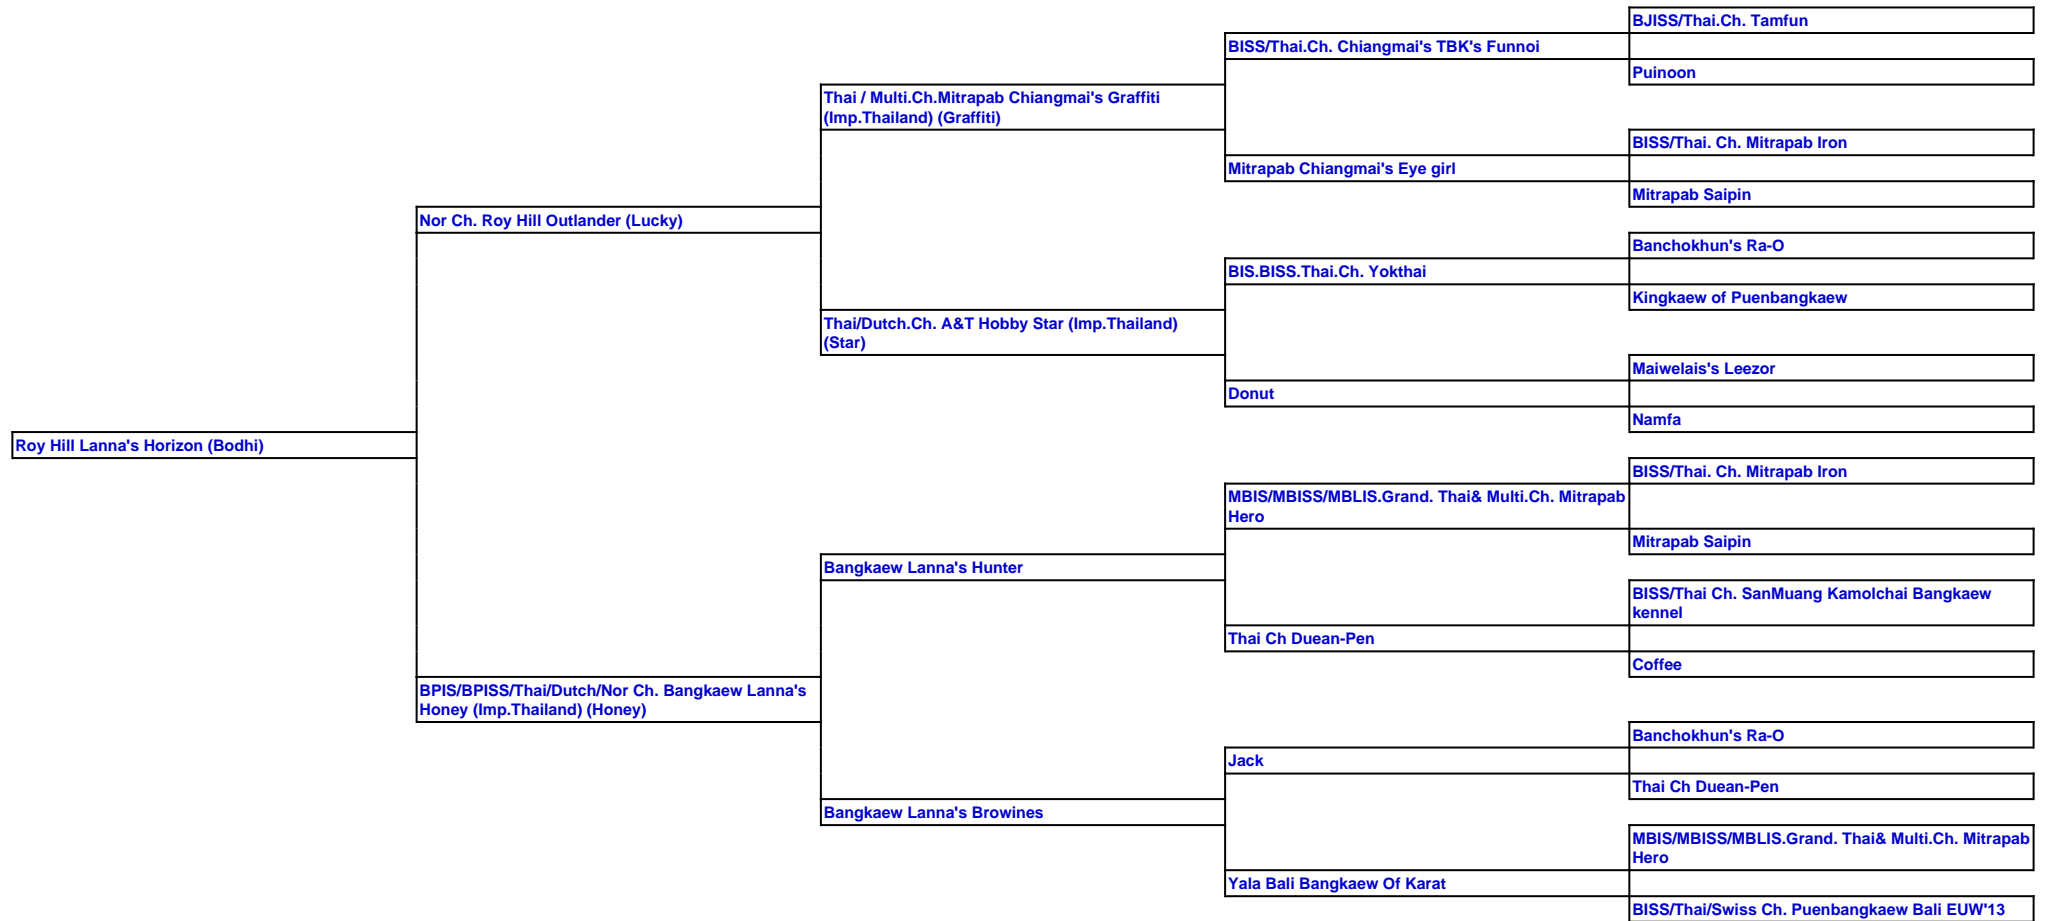 BJISS/Thai.Ch. Tamfun
BISS/Thai.Ch. Chiangmai's TBK's Funnoi
Puinoon
Thai / Multi.Ch.Mitrapab Chiangmai's Graffiti
(Imp.Thailand) (Graffiti)
BISS/Thai. Ch. Mitrapab Iron
Mitrapab Chiangmai's Eye girl
Mitrapab Saipin
Nor Ch. Roy Hill Outlander (Lucky)
Banchokhun's Ra-O
BIS.BISS.Thai.Ch. Yokthai
Kingkaew of Puenbangkaew
Thai/Dutch.Ch. A&T Hobby Star (Imp.Thailand)
(Star)
Maiwelais's Leezor
Donut
Namfa
Roy Hill Lanna's Horizon (Bodhi)
BISS/Thai. Ch. Mitrapab Iron
MBIS/MBISS/MBLIS.Grand. Thai& Multi.Ch. Mitrapab
Hero
Mitrapab Saipin
Bangkaew Lanna's Hunter
BISS/Thai Ch. SanMuang Kamolchai Bangkaew
kennel
Thai Ch Duean-Pen
Coffee
BPIS/BPISS/Thai/Dutch/Nor Ch. Bangkaew Lanna's
Honey (Imp.Thailand) (Honey)
Banchokhun's Ra-O
Jack
Thai Ch Duean-Pen
Bangkaew Lanna's Browines
MBIS/MBISS/MBLIS.Grand. Thai& Multi.Ch. Mitrapab
Hero
Yala Bali Bangkaew Of Karat
BISS/Thai/Swiss Ch. Puenbangkaew Bali EUW'13